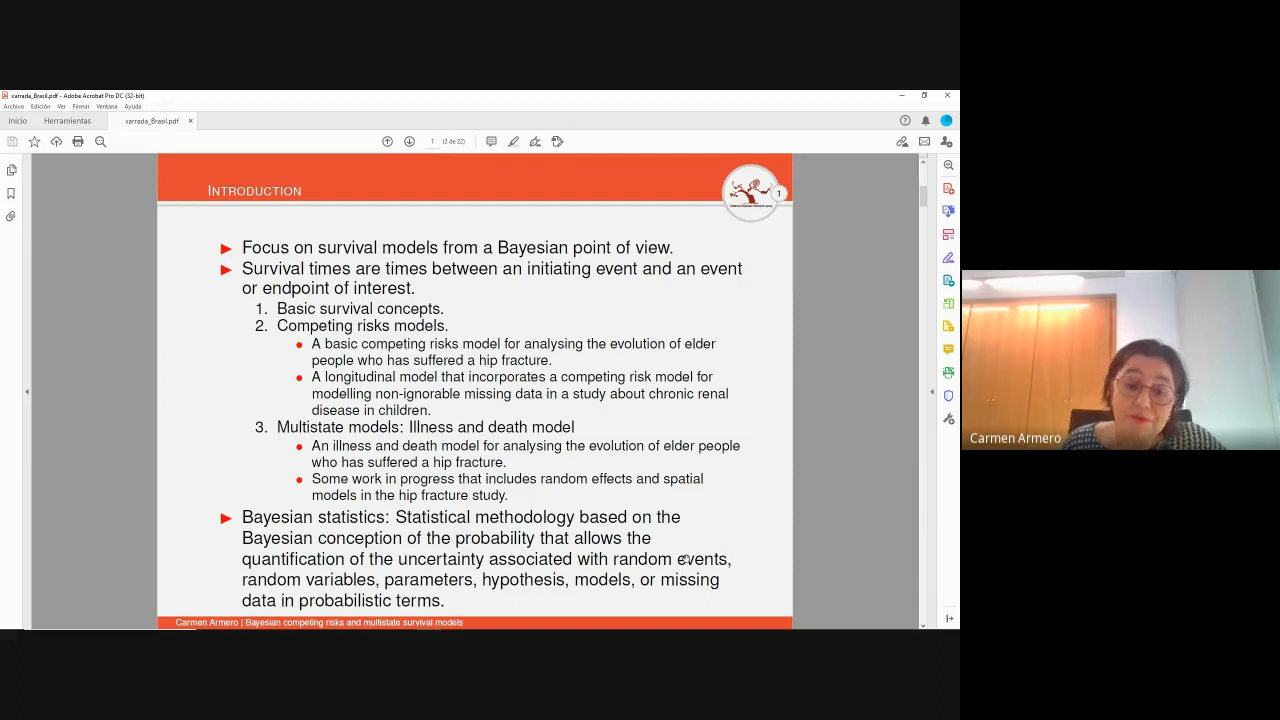 xarrada_Brasil.pdf - Adobe Acrobat Pro DC (32-bit)
Archivo Edición Ver Firmar Ventana Ayuda
Inicio Herramientas xarrada_Brasil.pdf
1 (2 de 22)
INTRODUCTION
1
Focus on survival models from a Bayesian point of view.
Survival times are times between an initiating event and an event
or endpoint of interest.
1. Basic survival concepts.
2. Competing risks models.
A basic competing risks model for analysing the evolution of elder
people who has suffered a hip fracture.
A longitudinal model that incorporates a competing risk model for
modelling non-ignorable missing data in a study about chronic renal
disease in children.
3. Multistate models: Illness and death model
An illness and death model for analysing the evolution of elder people
who has suffered a hip fracture.
Some work in progress that includes random effects and spatial
models in the hip fracture study.
Bayesian statistics: Statistical methodology based on the
Bayesian conception of the probability that allows the
quantification of the uncertainty associated with random events,
random variables, parameters, hypothesis, models, or missing
data in probabilistic terms.
Carmen Armero | Bayesian competing risks and multistate survival models
Carmen Armero